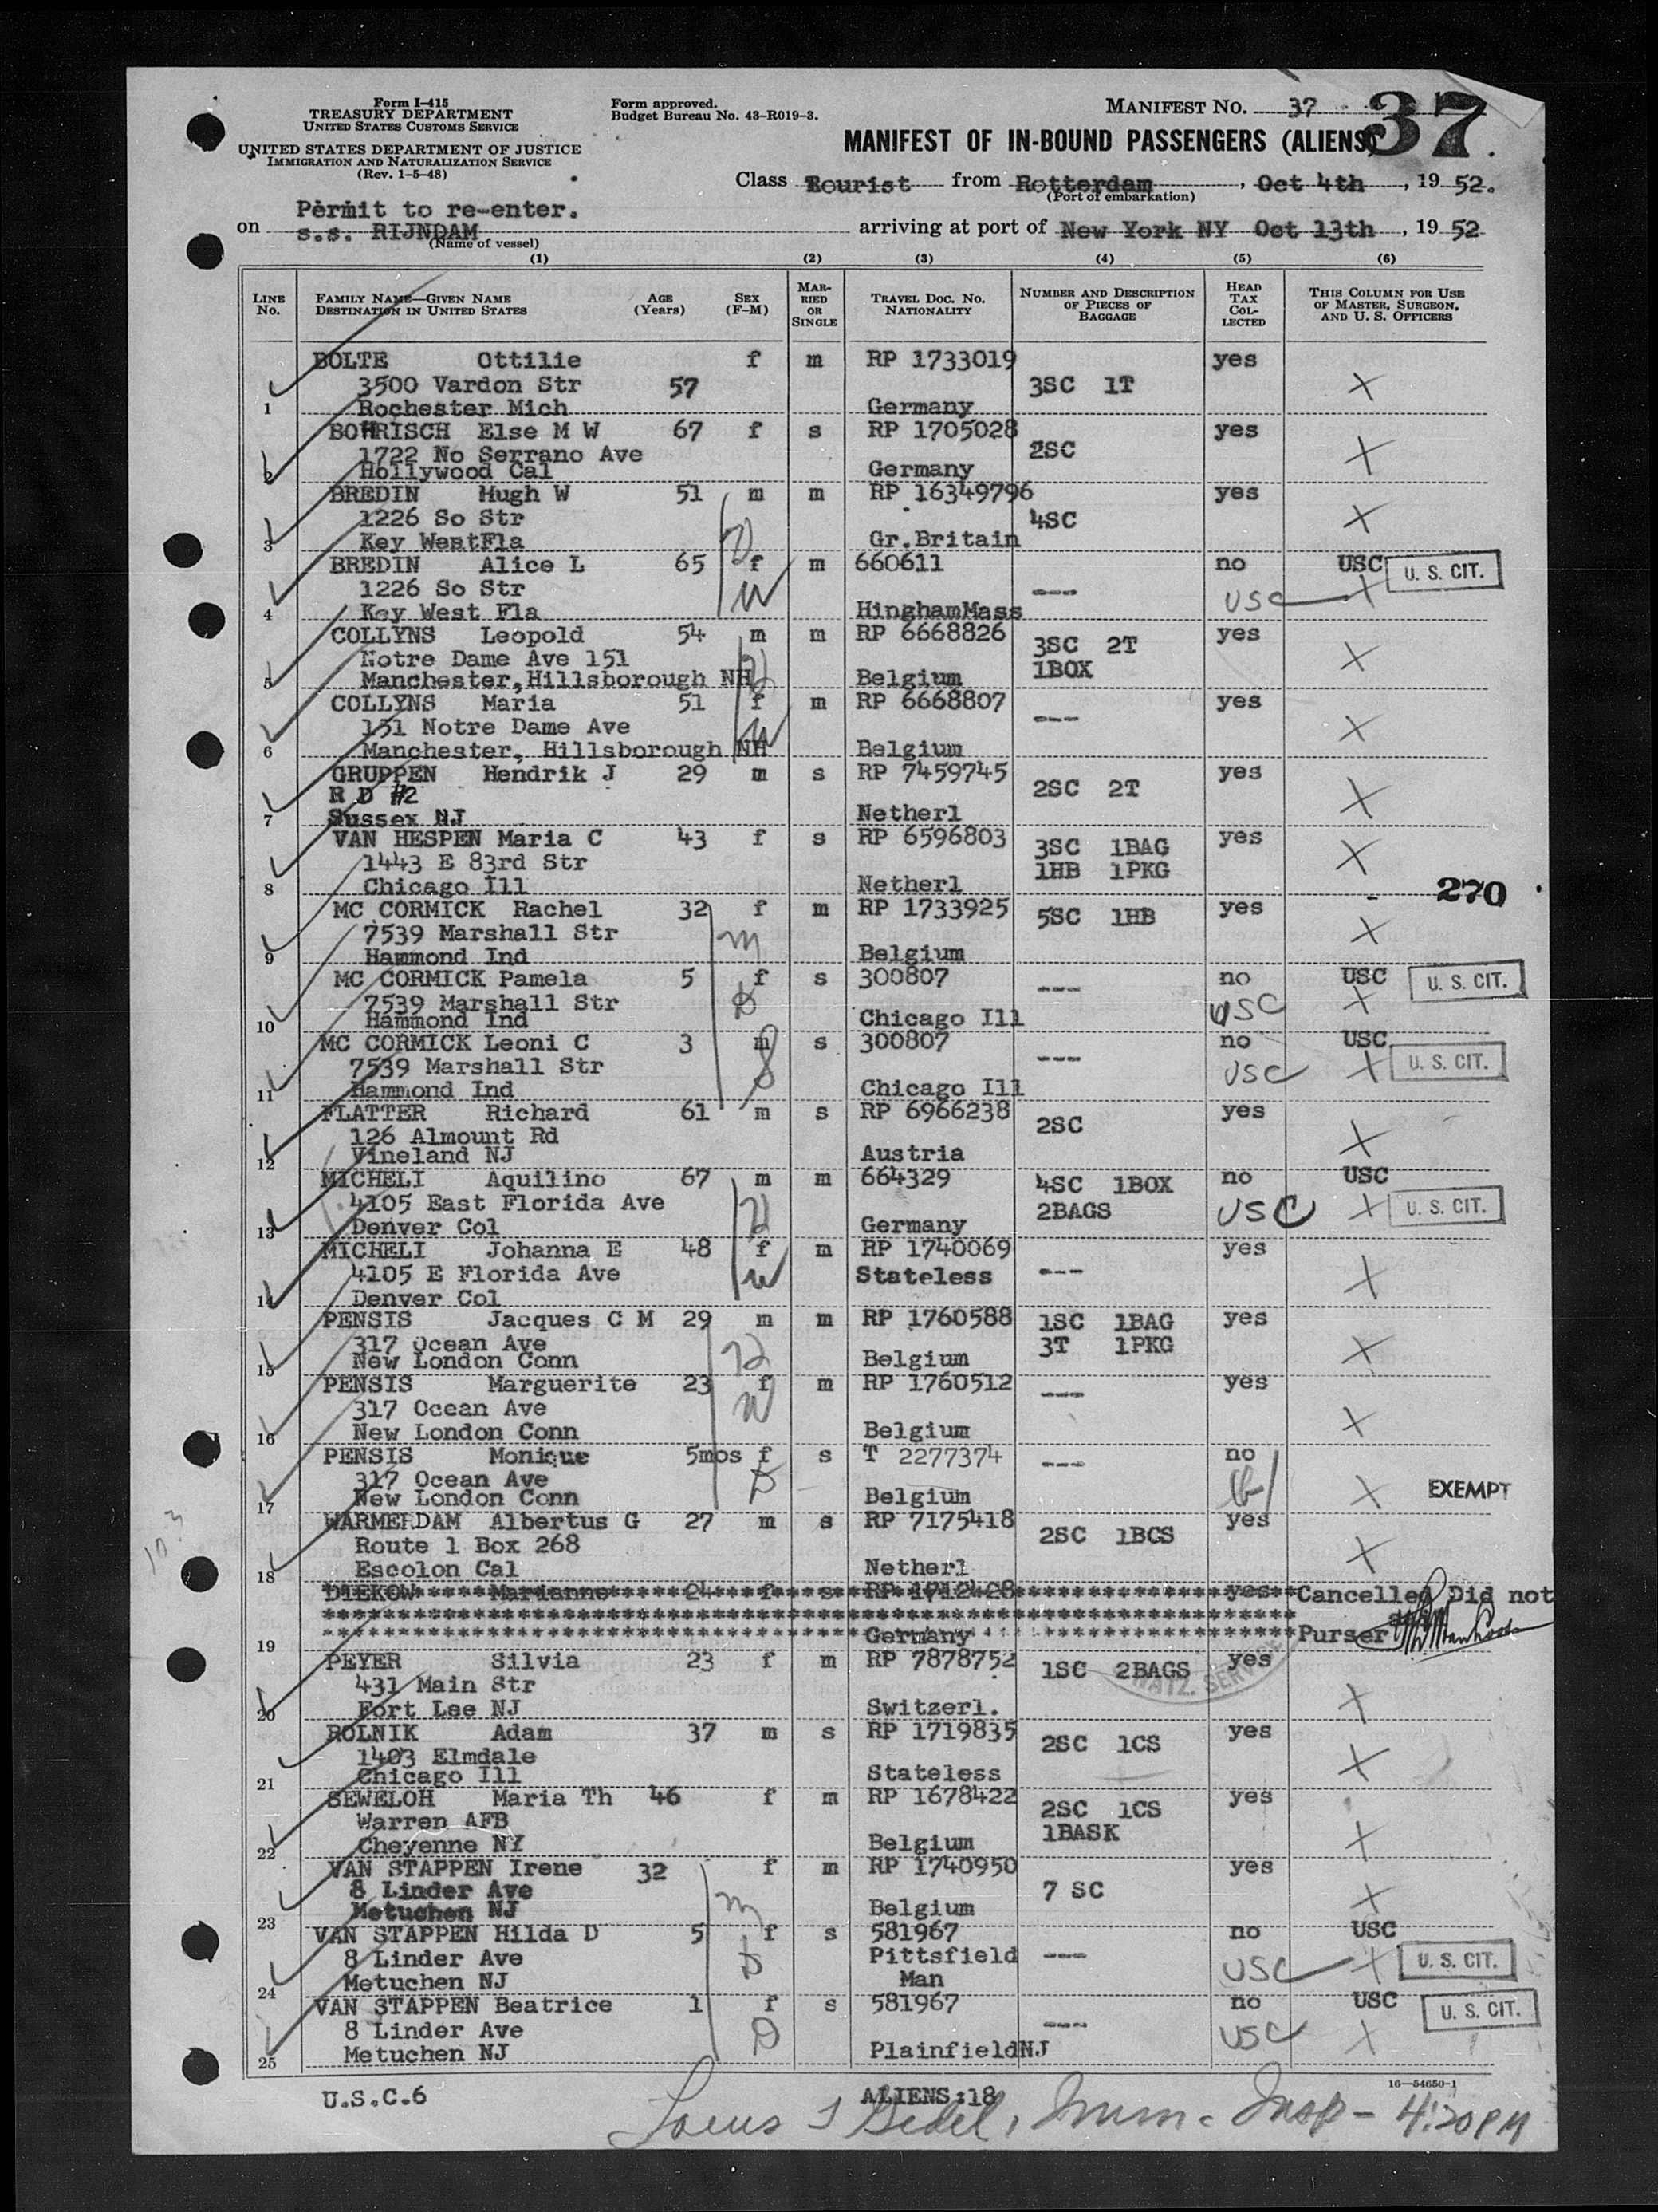 Form I-415
TREASURY DEPARTMENT
UNITED STATES CUSTOMS SERVICE
UNITED STATES DEPARTMENT OF JUSTICE
IMMIGRATION AND NATURALIZATION SERVICE
(Rev. 1-5-48)
Form approved.
Budget Bureau No. 43-R019-3.
MANIFEST NO. 37
37
MANIFEST OF IN-BOUND PASSENGERS (ALIENS)
Class Tourist from Rotterdam, Oct 4th, 19 52.
(Port of embarkation)
Permit to re-enter.
on s.s. RIJNDAM arriving at port of New York NY Oct 13th, 19 52
(Name of vessel)
(1) (2) (3) (4) (5) (6)
LINE No. FAMILY NAME—GIVEN NAME DESTINATION IN UNITED STATES AGE (Years) SEX (F-M) MARRIED OR SINGLE TRAVEL DOC. NO. NATIONALITY NUMBER AND DESCRIPTION OF PIECES OF BAGGAGE HEAD TAX COLLECTED THIS COLUMN FOR USE OF MASTER, SURGEON, AND U. S. OFFICERS
BOLTE Ottilie f m RP 1733019 yes
3500 Vardon Str 57 3SC 1T X
1 Rochester Mich Germany
BOHRISCH Else M W 67 f s RP 1705028 yes
1722 No Serrano Ave 2SC X
2 Hollywood Cal Germany
BREDIN Hugh W 51 m m RP 16349796 yes
1226 So Str 4SC X
3 Key WestFla Gr.Britain
BREDIN Alice L 65 f m 660611 no USC U. S. CIT.
1226 So Str --- USC X
4 Key West Fla HinghamMass
COLLYNS Leopold 54 m m RP 6668826 3SC 2T yes
Notre Dame Ave 151 1BOX X
5 Manchester,Hillsborough NH Belgium
COLLYNS Maria 51 f m RP 6668807 --- yes
151 Notre Dame Ave X
6 Manchester, Hillsborough NH Belgium
GRUPPEN Hendrik J 29 m s RP 7459745 yes
R D #2 2SC 2T X
7 Sussex NJ Netherl
VAN HESPEN Maria C 43 f s RP 6596803 3SC 1BAG yes
1443 E 83rd Str 1HB 1PKG X
8 Chicago Ill Netherl 270
MC CORMICK Rachel 32 f m RP 1733925 5SC 1HB yes
7539 Marshall Str X
9 Hammond Ind Belgium
MC CORMICK Pamela 5 f s 300807 --- no USC U. S. CIT.
7539 Marshall Str USC X
10 Hammond Ind Chicago Ill
MC CORMICK Leoni C 3 m s 300807 --- no USC
7539 Marshall Str USC X U. S. CIT.
11 Hammond Ind Chicago Ill
FLATTER Richard 61 m s RP 6966238 2SC yes
126 Almount Rd X
12 Vineland NJ Austria
MICHELI Aquilino 67 m m 664329 4SC 1BOX no USC
4105 East Florida Ave 2BAGS USC X U. S. CIT.
13 Denver Col Germany
MICHELI Johanna E 48 f m RP 1740069 yes
4105 E Florida Ave Stateless --- X
14 Denver Col
PENSIS Jacques C M 29 m m RP 1760588 1SC 1BAG yes
317 Ocean Ave 3T 1PKG X
15 New London Conn Belgium
PENSIS Marguerite 23 f m RP 1760512 --- yes
317 Ocean Ave X
16 New London Conn Belgium
PENSIS Monique 5mos f s T 2277374 --- no
317 Ocean Ave X EXEMPT
17 New London Conn Belgium
WARMERDAM Albertus G 27 m s RP 7175418 2SC 1BCS yes
Route 1 Box 268 X
18 Escolon Cal Netherl
DIEKOW Marianne 24 f s RP 1712428 yes Cancelled Did not
19 Germany Purser
PEYER Silvia 23 f m RP 7878752 1SC 2BAGS yes
431 Main Str NATZ. SERVICE X
20 Fort Lee NJ Switzerl.
ROLNIK Adam 37 m s RP 1719835 2SC 1CS yes
1403 Elmdale X
21 Chicago Ill Stateless
SEWELOH Maria Th 46 f m RP 1678422 2SC 1CS yes
Warren AFB 1BASK X
22 Cheyenne NY Belgium
VAN STAPPEN Irene 32 f m RP 1740950 yes
8 Linder Ave 7 SC X
23 Metuchen NJ Belgium
VAN STAPPEN Hilda D 5 f s 581967 no USC
8 Linder Ave Pittsfield --- USC X U. S. CIT.
24 Metuchen NJ Man
VAN STAPPEN Beatrice 1 f s 581967 --- no USC U. S. CIT.
8 Linder Ave USC X
25 Metuchen NJ PlainfieldNJ
16—54650-1
U.S.C.6 ALIENS:18
Imm. Insp - 4:20 PM
103